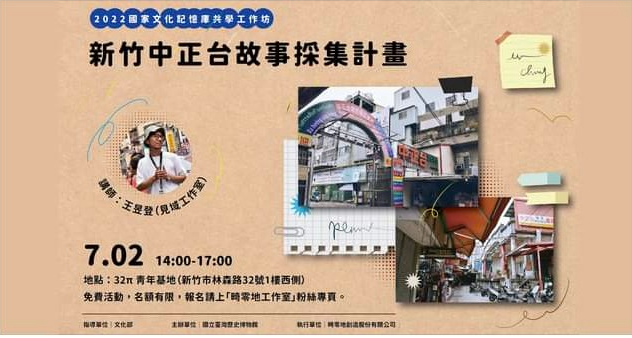 2022國家文化記憶庫共學工作坊
新竹中正台故事採集計畫
講師：王昱登(見域工作室)
中正台
plan
7.02 14:00-17:00
地點：32π 青年基地(新竹市林森路32號1樓西側)
免費活動，名額有限，報名請上「畸零地工作室」粉絲專頁。
指導單位｜文化部 主辦單位｜國立臺灣歷史博物館 執行單位｜畸零地創造股份有限公司